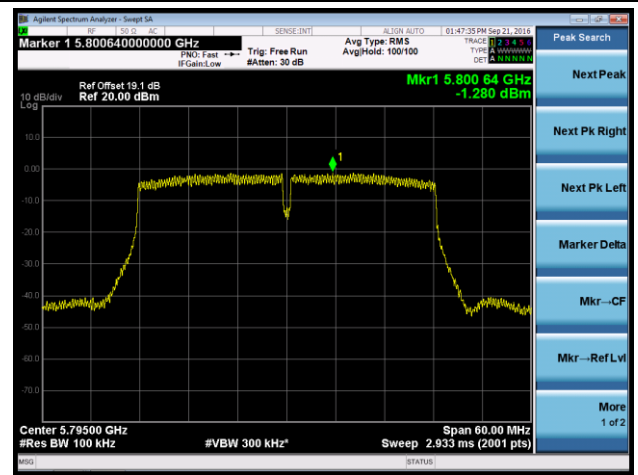 Agilent Spectrum Analyzer - Swept SA
RF 50 Ω AC SENSE:INT ALIGN AUTO 01:47:35 PM Sep 21, 2016
Marker 1 5.800640000000 GHz
PNO: Fast
IFGain:Low
Trig: Free Run
#Atten: 30 dB
Avg Type: RMS
Avg|Hold: 100/100
TRACE 1 2 3 4 5 6
TYPE A WWWWW
DET A N N N N N
Peak Search
Next Peak
Next Pk Right
Next Pk Left
Marker Delta
Mkr→CF
Mkr→RefLvl
More
1 of 2
Ref Offset 19.1 dB
10 dB/div Ref 20.00 dBm
Log
Mkr1 5.800 64 GHz
-1.280 dBm
10.0
0.00
-10.0
-20.0
-30.0
-40.0
-50.0
-60.0
-70.0
1
Center 5.79500 GHz Span 60.00 MHz
#Res BW 100 kHz #VBW 300 kHz* Sweep 2.933 ms (2001 pts)
MSG STATUS